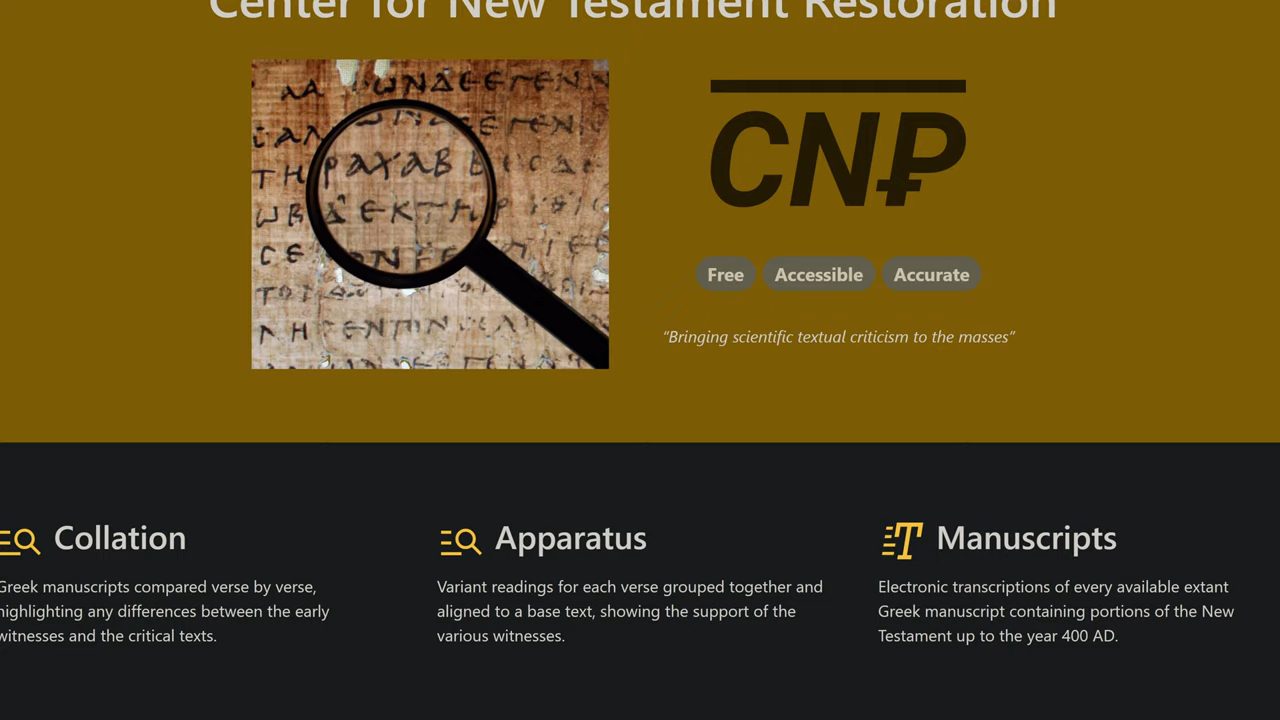 Center for New Testament Restoration
ΡΑΧΑΒ
CNP
Free
Accessible
Accurate
“Bringing scientific textual criticism to the masses”
Collation
Greek manuscripts compared verse by verse,
highlighting any differences between the early
witnesses and the critical texts.
Apparatus
Variant readings for each verse grouped together and
aligned to a base text, showing the support of the
various witnesses.
Manuscripts
Electronic transcriptions of every available extant
Greek manuscript containing portions of the New
Testament up to the year 400 AD.